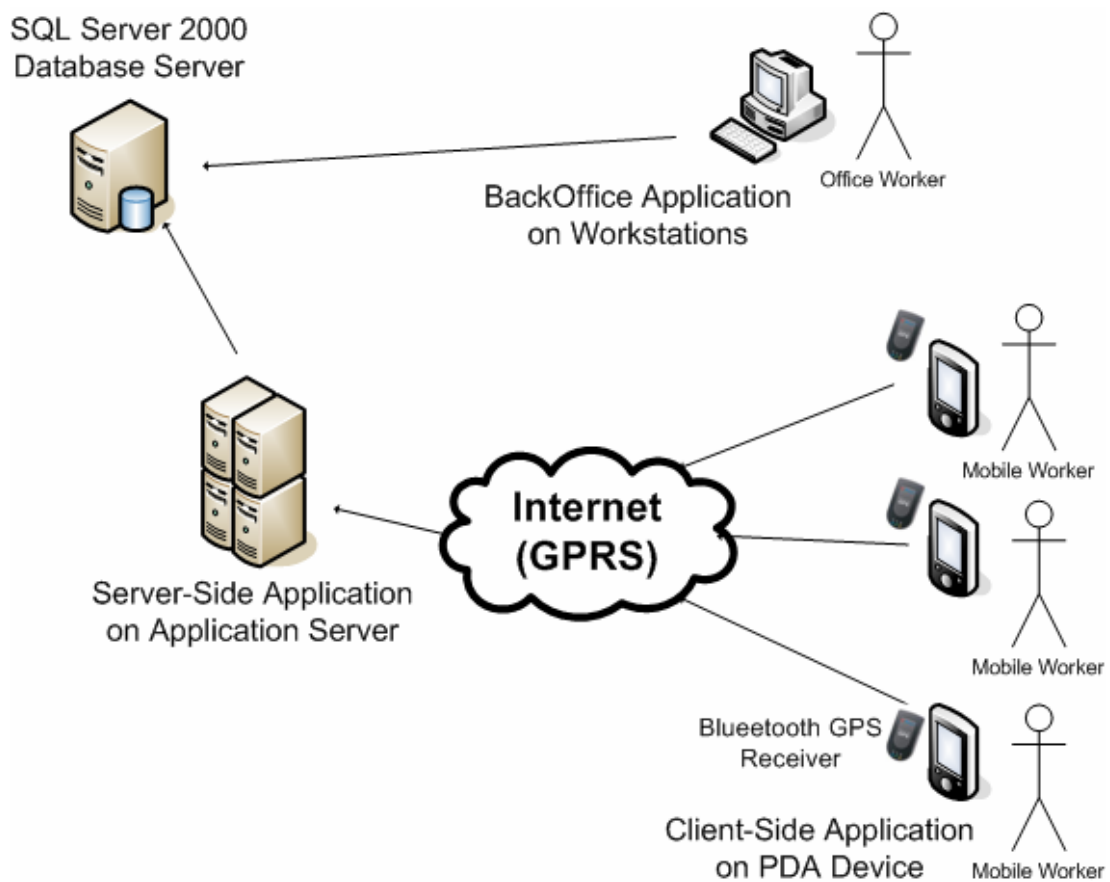 SQL Server 2000
Database Server
Office Worker
BackOffice Application
on Workstations
Mobile Worker
Internet
(GPRS)
Server-Side Application
on Application Server
Mobile Worker
Blueetooth GPS
Receiver
Client-Side Application
on PDA Device
Mobile Worker